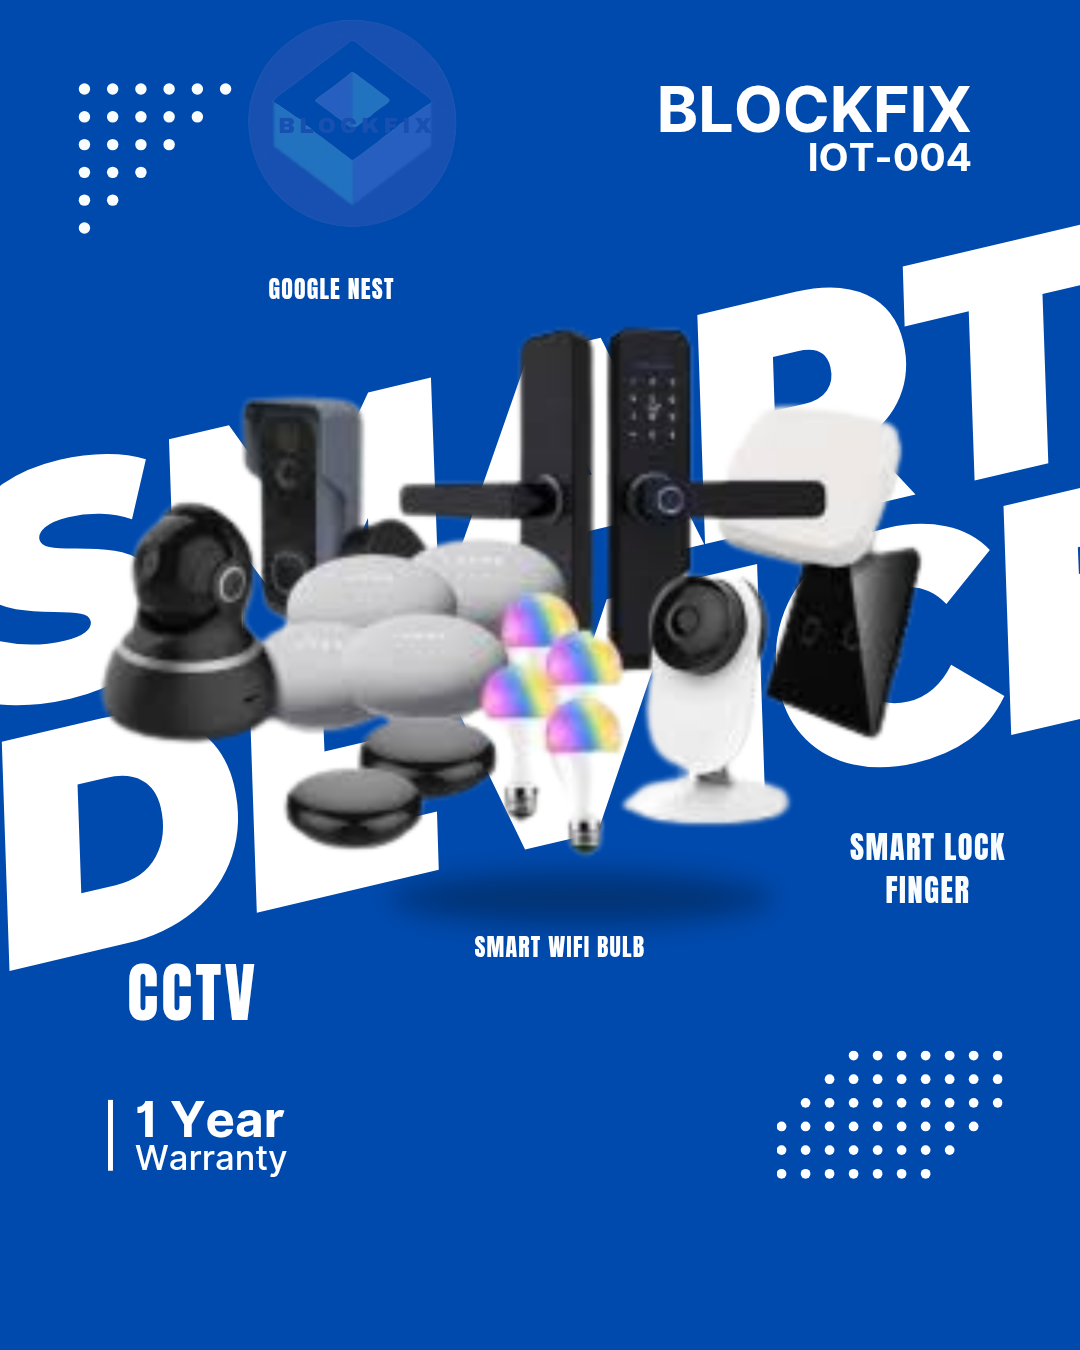 BLOCKFIX
BLOCKFIX
IOT-004
GOOGLE NEST
SMART
DEVICE
SMART LOCK
FINGER
SMART WIFI BULB
CCTV
1 Year
Warranty